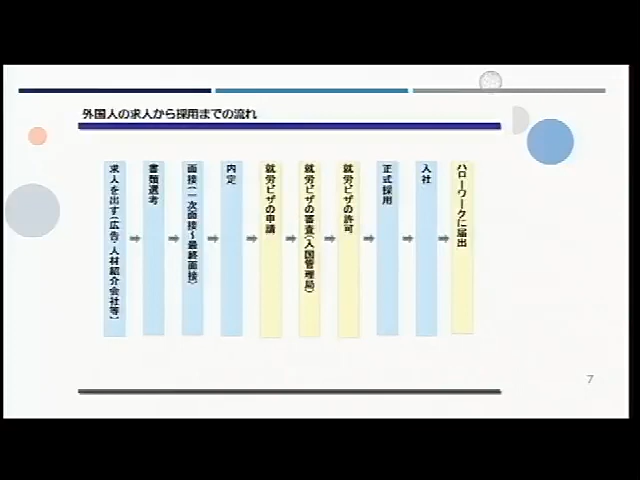 外国人の求人から採用までの流れ
求人を出す(広告・人材紹介会社等)
書類選考
面接(一次面接~最終面接)
内定
就労ビザの申請
就労ビザの審査(入国管理局)
就労ビザの許可
正式採用
入社
ハローワークに届出
7